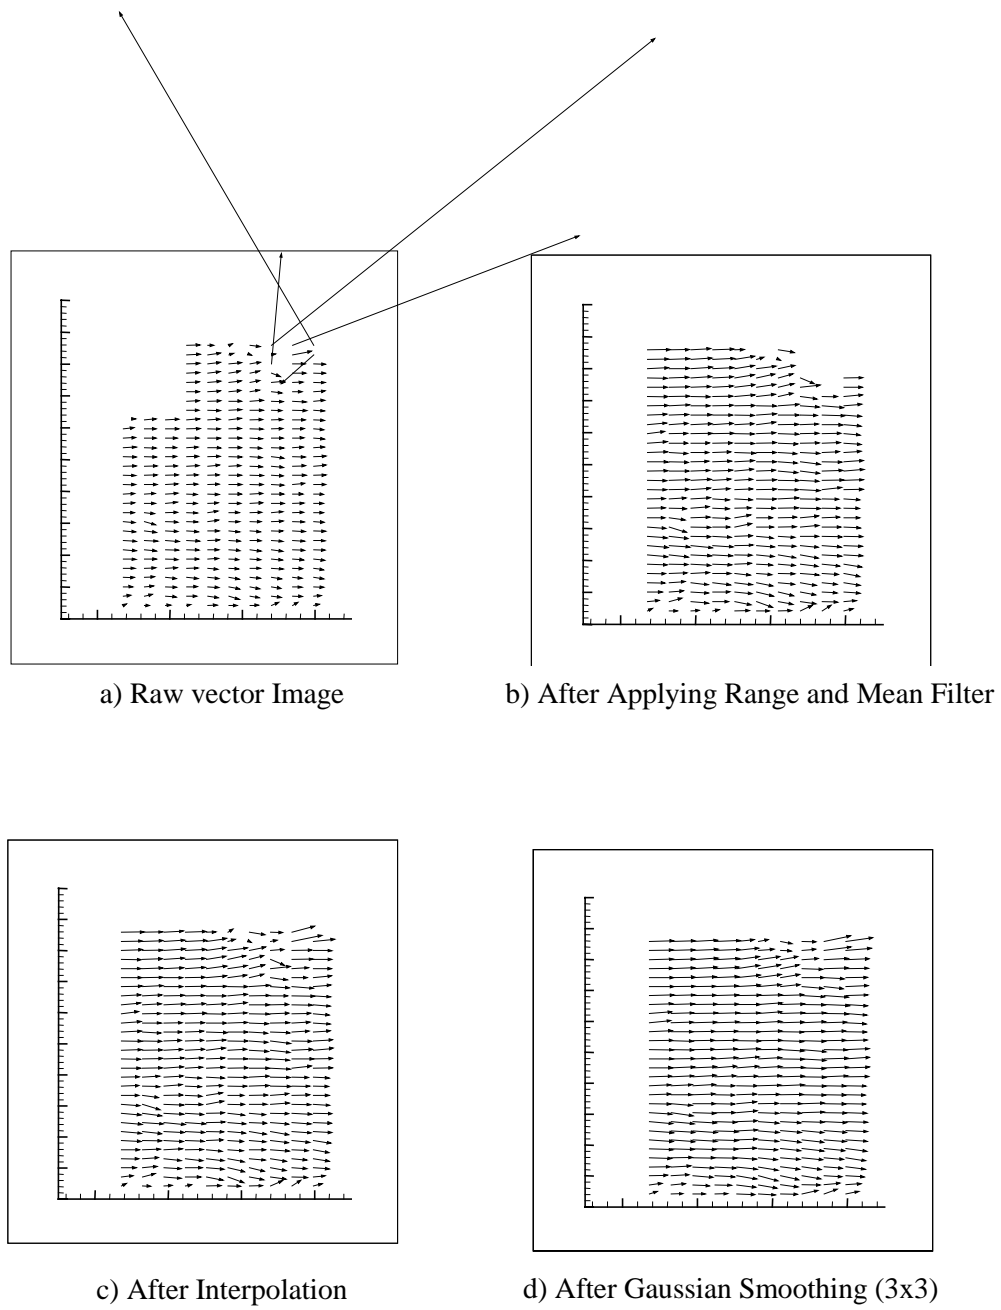 a) Raw vector Image
b) After Applying Range and Mean Filter
c) After Interpolation
d) After Gaussian Smoothing (3x3)